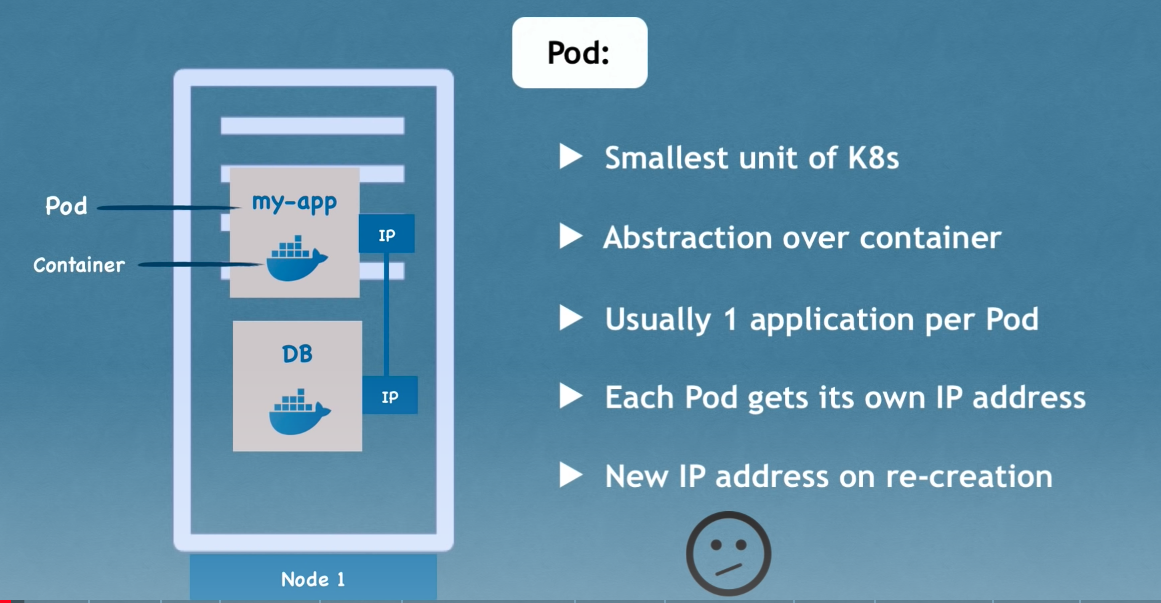 Pod:
Smallest unit of K8s
Abstraction over container
Usually 1 application per Pod
Each Pod gets its own IP address
New IP address on re-creation
Pod
Container
my-app
IP
DB
IP
Node 1